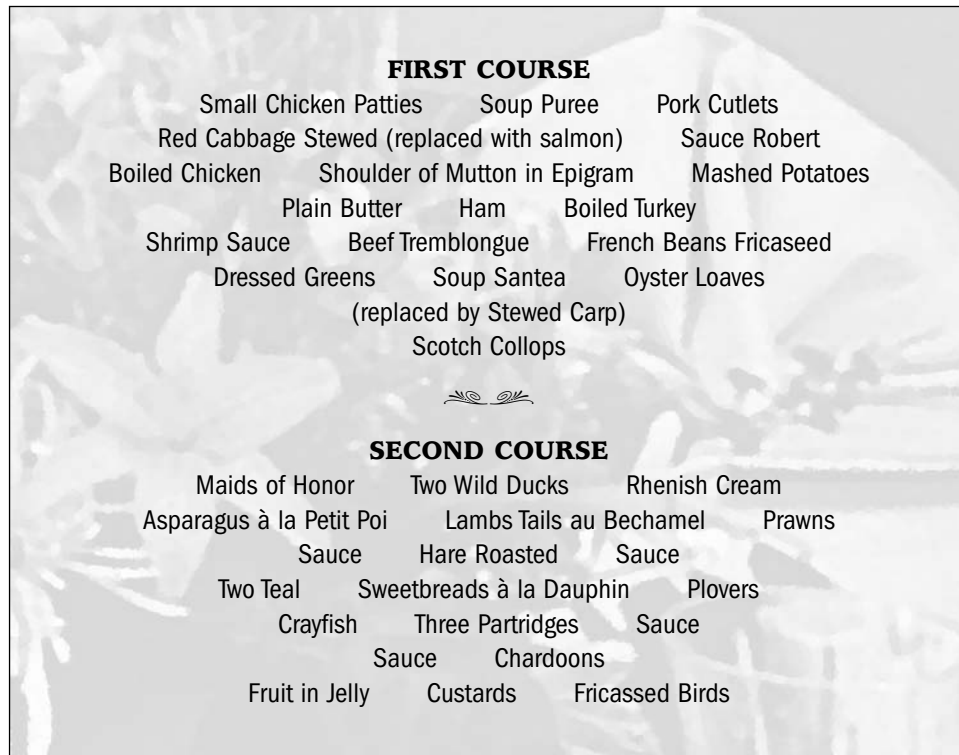 FIRST COURSE
Small Chicken Patties Soup Puree Pork Cutlets
Red Cabbage Stewed (replaced with salmon) Sauce Robert
Boiled Chicken Shoulder of Mutton in Epigram Mashed Potatoes
Plain Butter Ham Boiled Turkey
Shrimp Sauce Beef Tremblongue French Beans Fricaseed
Dressed Greens Soup Santea Oyster Loaves
(replaced by Stewed Carp)
Scotch Collops
SECOND COURSE
Maids of Honor Two Wild Ducks Rhenish Cream
Asparagus à la Petit Poi Lambs Tails au Bechamel Prawns
Sauce Hare Roasted Sauce
Two Teal Sweetbreads à la Dauphin Plovers
Crayfish Three Partridges Sauce
Sauce Chardoons
Fruit in Jelly Custards Fricassed Birds